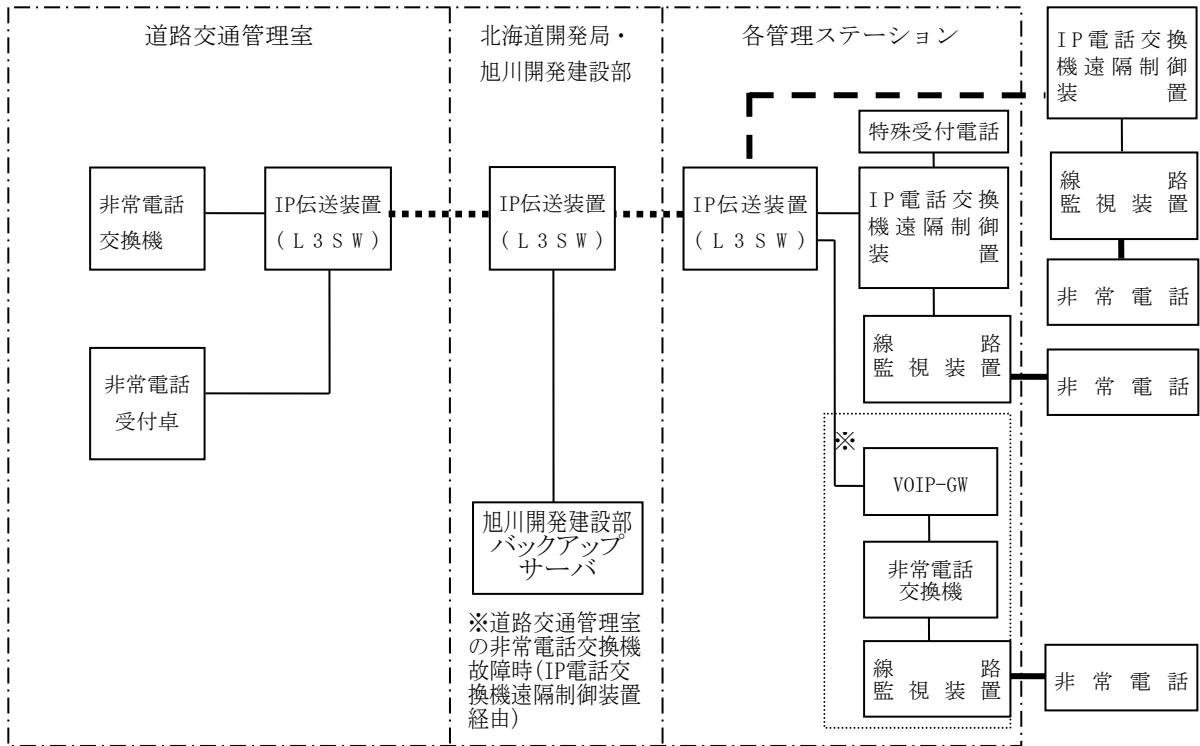 道路交通管理室
北海道開発局・
旭川開発建設部
各管理ステーション
IP電話交換
機遠隔制御
装置
特殊受付電話
線路
監視装置
非常電話
非常電話
交換機
IP伝送装置
(L3SW)
IP伝送装置
(L3SW)
IP伝送装置
(L3SW)
IP電話交換
機遠隔制御
装置
線路
監視装置
非常電話
非常電話
受付卓
※
VOIP-GW
旭川開発建設部
バックアップ
サーバ
非常電話
交換機
※道路交通管理室
の非常電話交換機
故障時(IP電話交
換機遠隔制御装置
経由)
線路
監視装置
非常電話